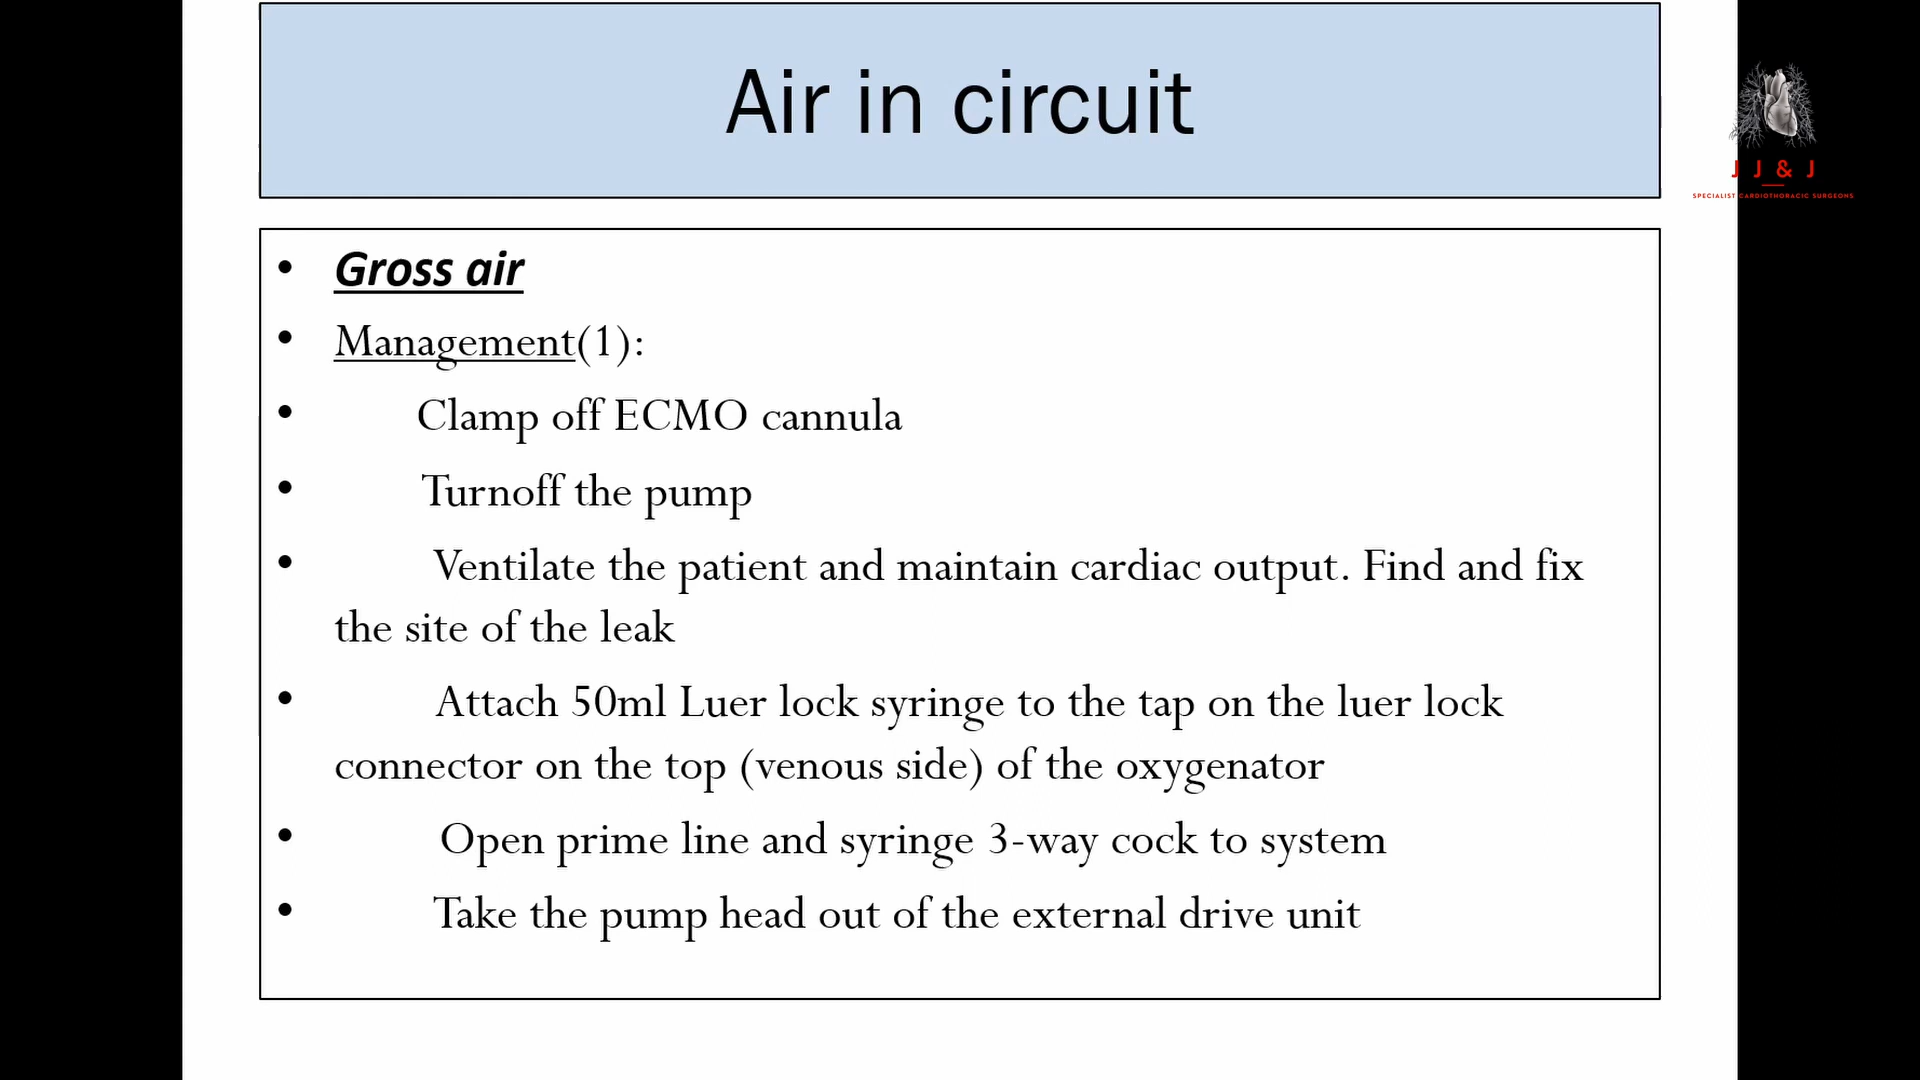 Air in circuit
J J & J
SPECIALIST CARDIOTHORACIC SURGEONS
• Gross air
• Management(1):
• Clamp off ECMO cannula
• Turnoff the pump
• Ventilate the patient and maintain cardiac output. Find and fix
the site of the leak
• Attach 50ml Luer lock syringe to the tap on the luer lock
connector on the top (venous side) of the oxygenator
• Open prime line and syringe 3-way cock to system
• Take the pump head out of the external drive unit